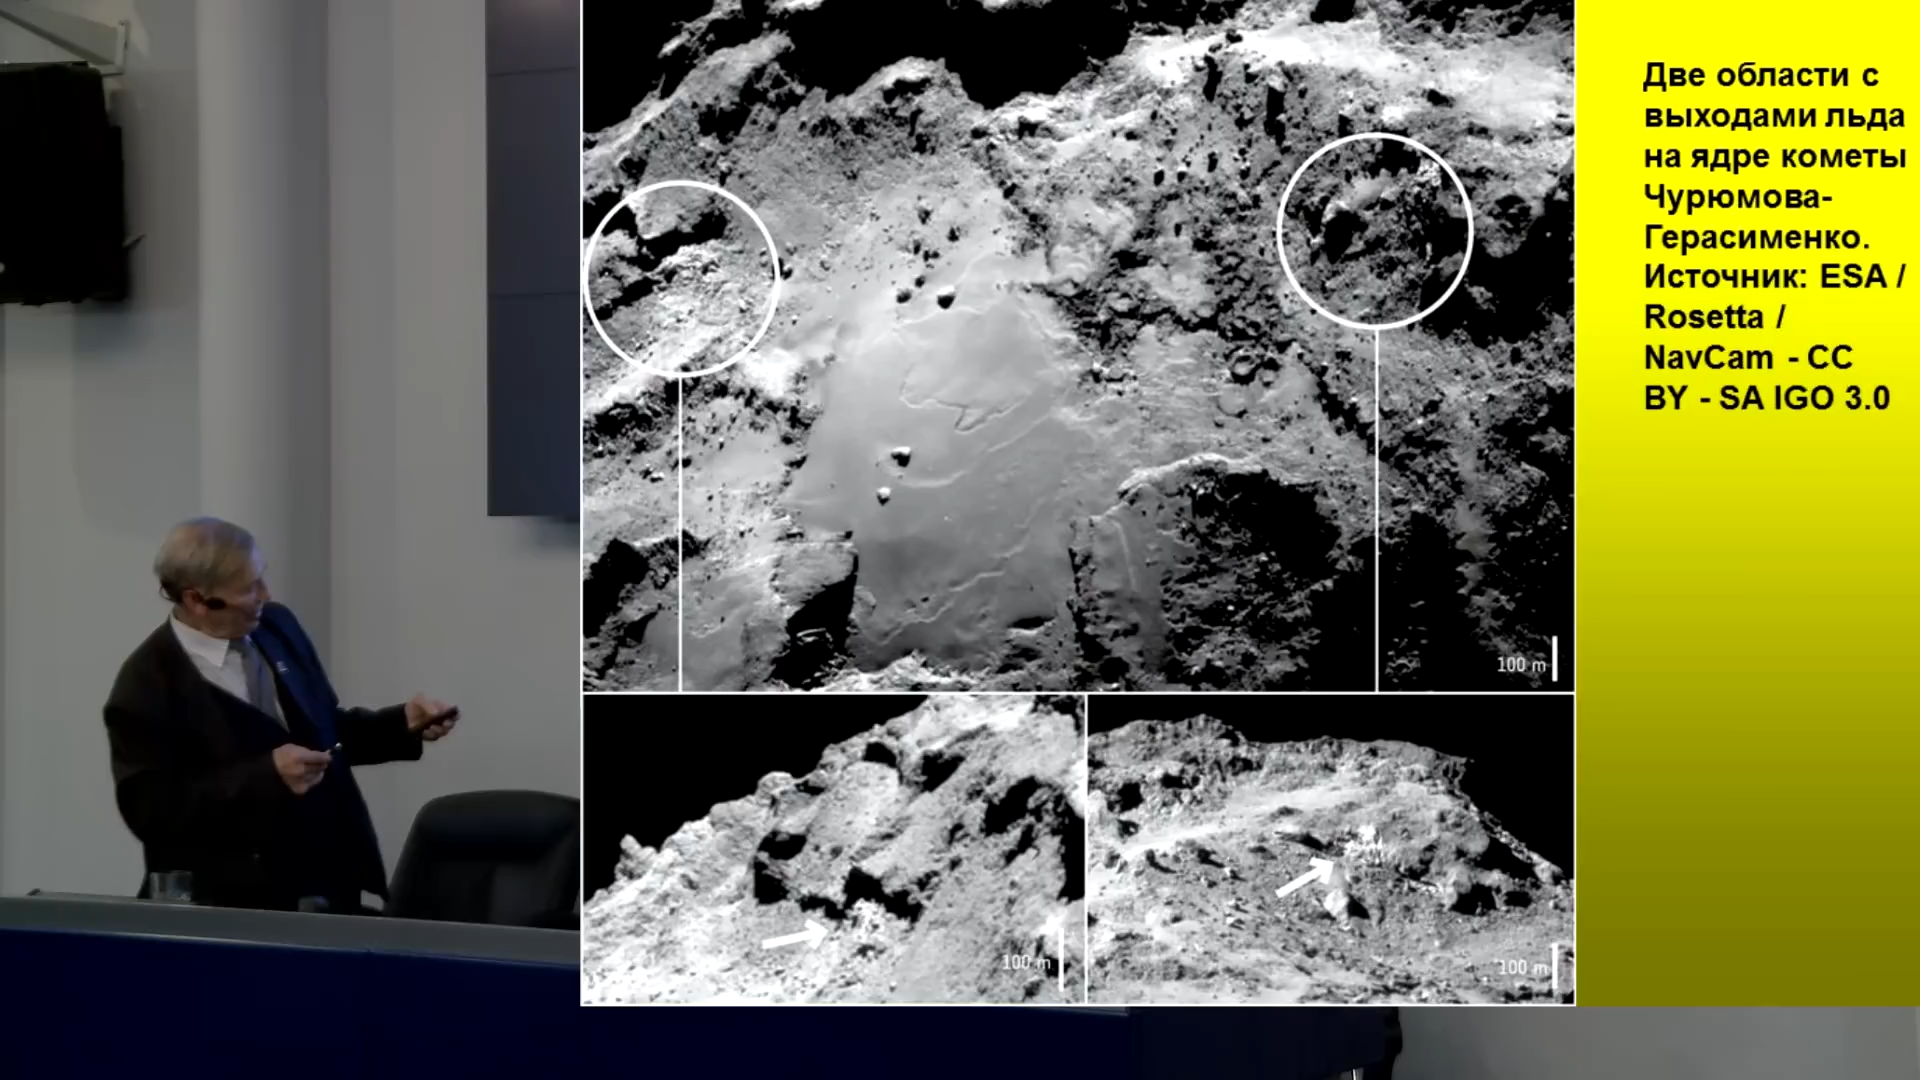 Две области с
выходами льда
на ядре кометы
Чурюмова-
Герасименко.
Источник: ESA /
Rosetta /
NavCam - CC
BY - SA IGO 3.0
100 m
100 m
100 m